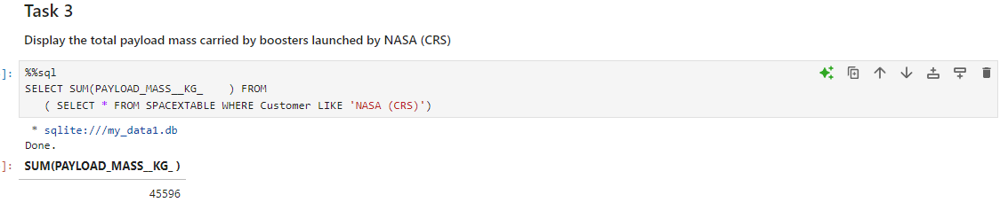 Task 3
Display the total payload mass carried by boosters launched by NASA (CRS)
]: %%sql
SELECT SUM(PAYLOAD_MASS__KG_    ) FROM
   ( SELECT * FROM SPACEXTABLE WHERE Customer LIKE 'NASA (CRS)')
* sqlite:///my_data1.db
Done.
]: SUM(PAYLOAD_MASS__KG_ )
45596